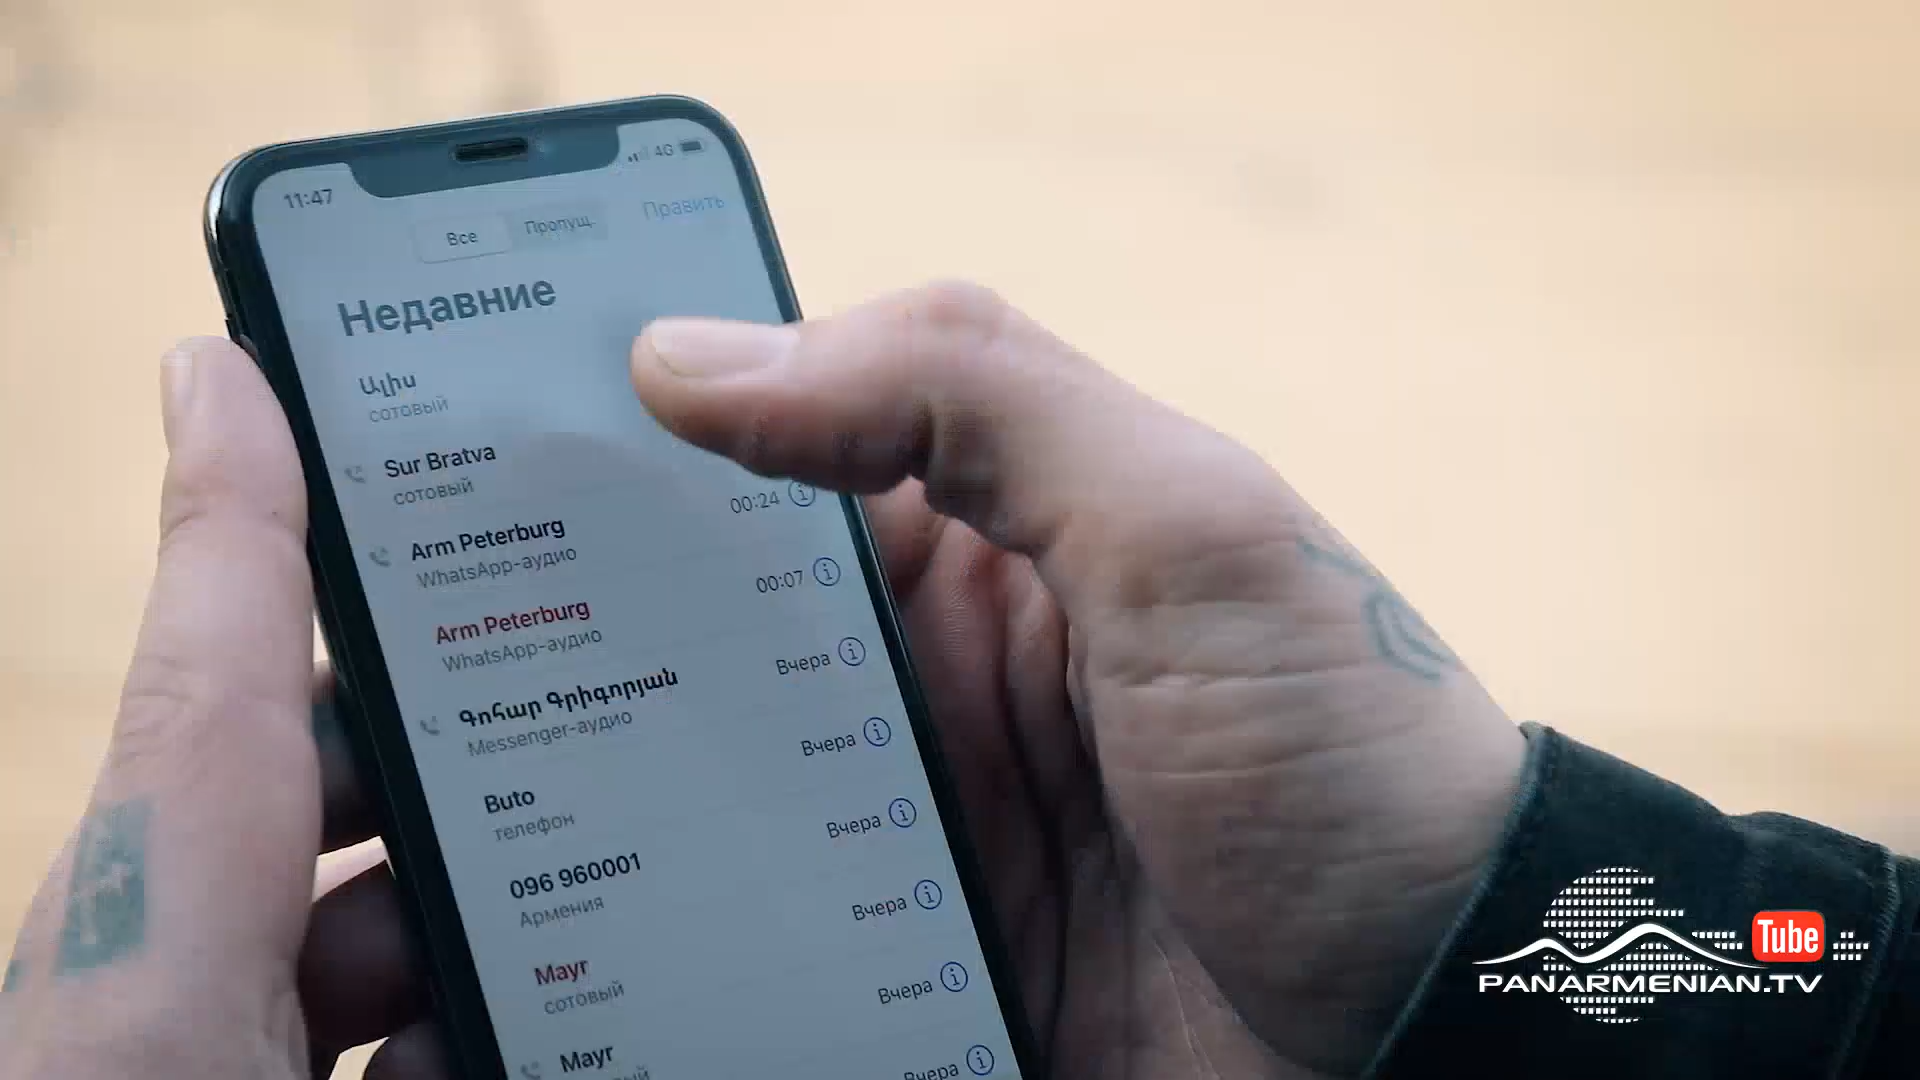 11:47
4G
Все
Пропущ.
Править
Недавние
Ալիս
сотовый
Sur Bratva
сотовый
00:24
Arm Peterburg
WhatsApp-аудио
00:07
Arm Peterburg
WhatsApp-аудио
Вчера
Գոհար Գրիգորյան
Messenger-аудио
Вчера
Buto
телефон
Вчера
096 960001
Армения
Вчера
Mayr
сотовый
Вчера
Mayr
Вчера
Tube
PANARMENIAN.TV